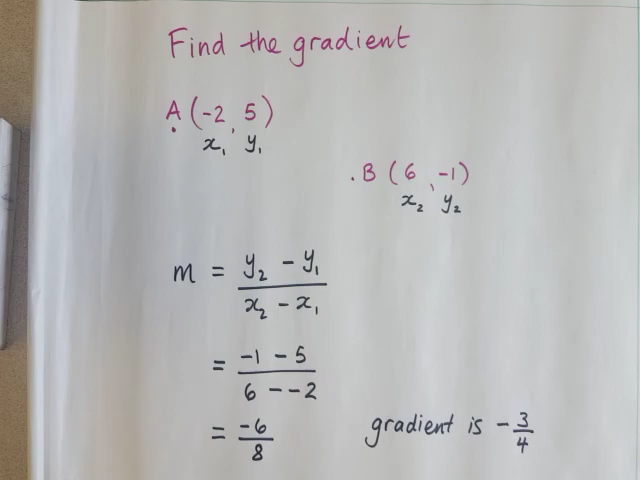 Find the gradient
A (-2, 5)
x₁ y₁
B (6, -1)
x₂ y₂
m = y₂ - y₁
x₂ - x₁
= -1 - 5
6 - -2
= -6
8
gradient is - 3
4